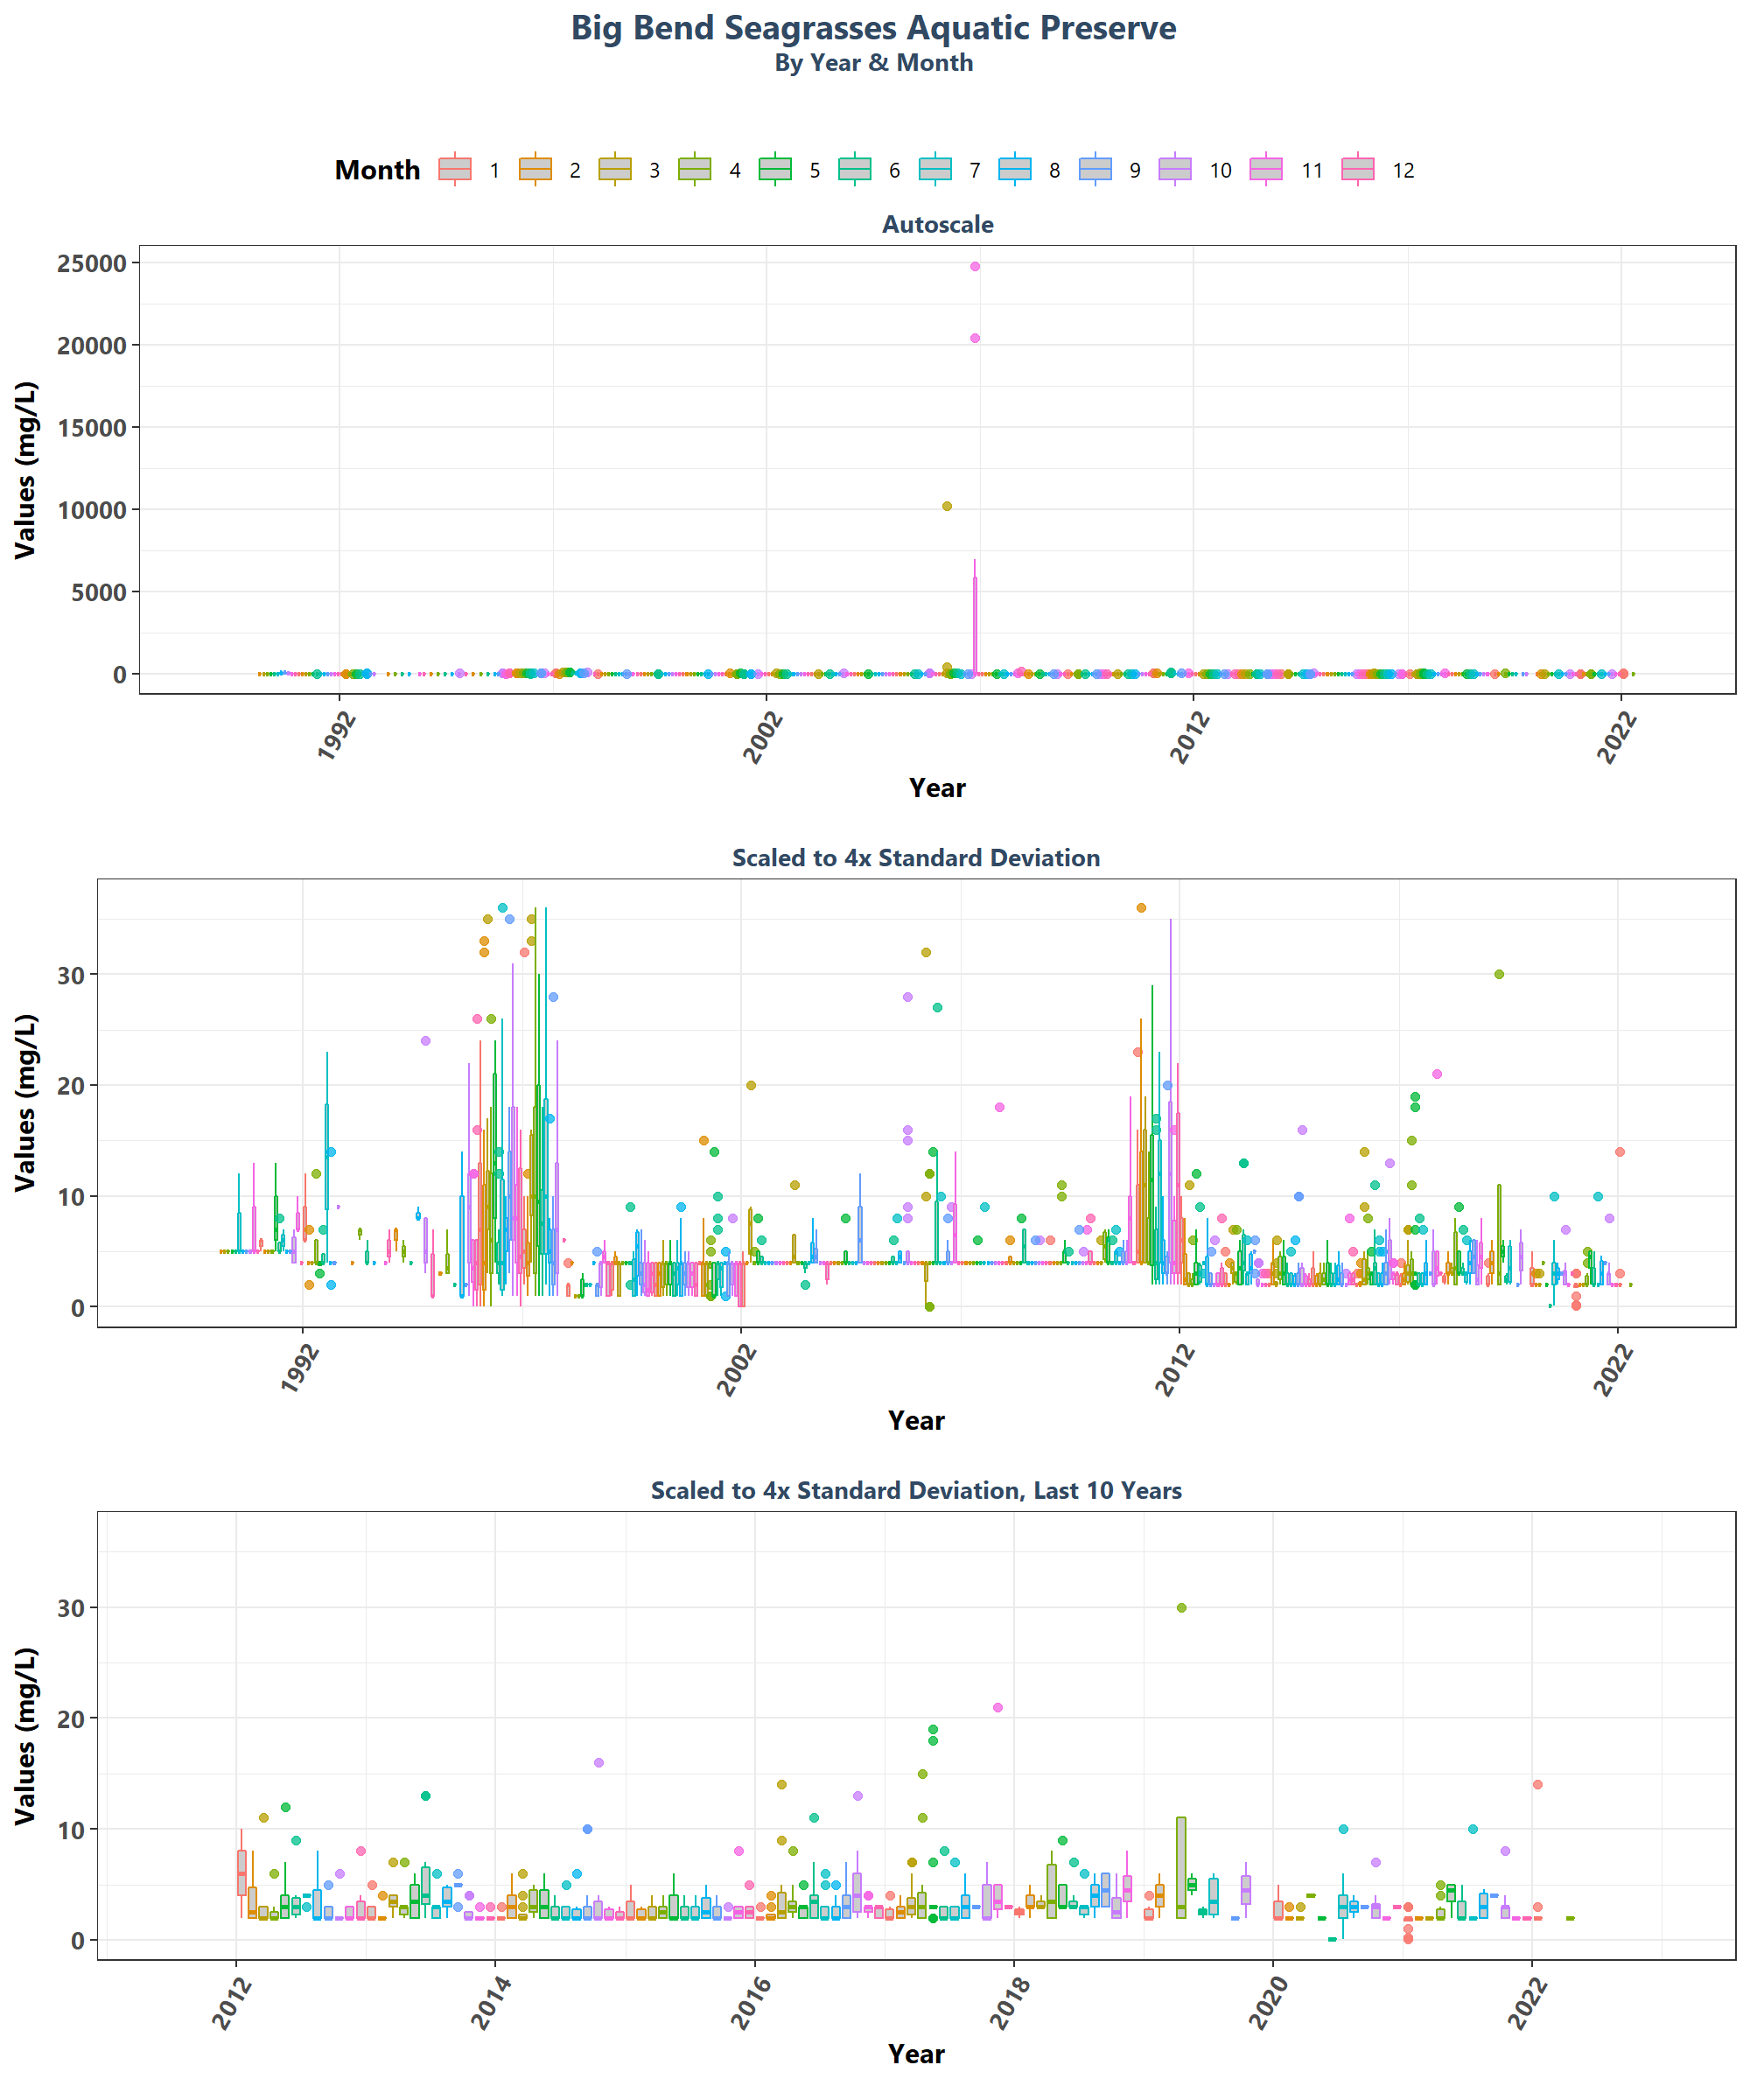 Big Bend Seagrasses Aquatic Preserve
By Year & Month
Month 1 2 3 4 5 6 7 8 9 10 11 12
Autoscale
Values (mg/L)
25000
20000
15000
10000
5000
0
1992 2002 2012 2022
Year
Scaled to 4x Standard Deviation
Values (mg/L)
30
20
10
0
1992 2002 2012 2022
Year
Scaled to 4x Standard Deviation, Last 10 Years
Values (mg/L)
30
20
10
0
2012 2014 2016 2018 2020 2022
Year